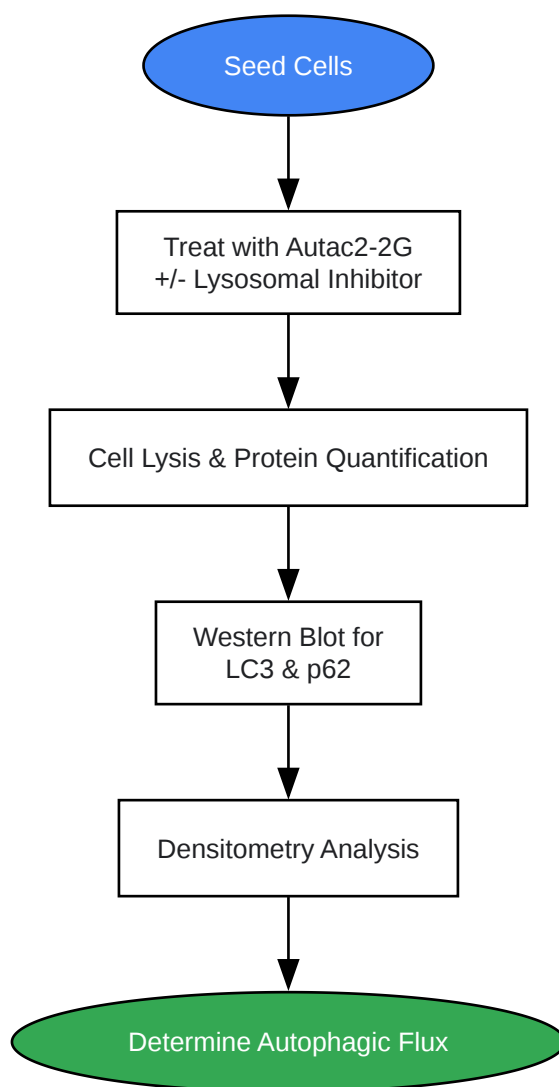 Seed Cells
Treat with Autac2-2G
+/- Lysosomal Inhibitor
Cell Lysis & Protein Quantification
Western Blot for
LC3 & p62
Densitometry Analysis
Determine Autophagic Flux